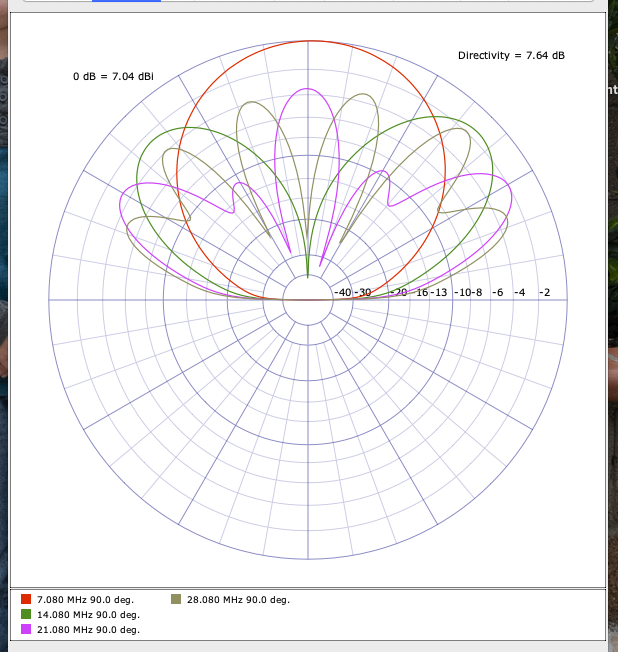 Directivity = 7.64 dB
0 dB = 7.04 dBi
-40 -30 -20 -16 -13 -10 -8 -6 -4 -2
7.080 MHz 90.0 deg. 28.080 MHz 90.0 deg.
14.080 MHz 90.0 deg.
21.080 MHz 90.0 deg.